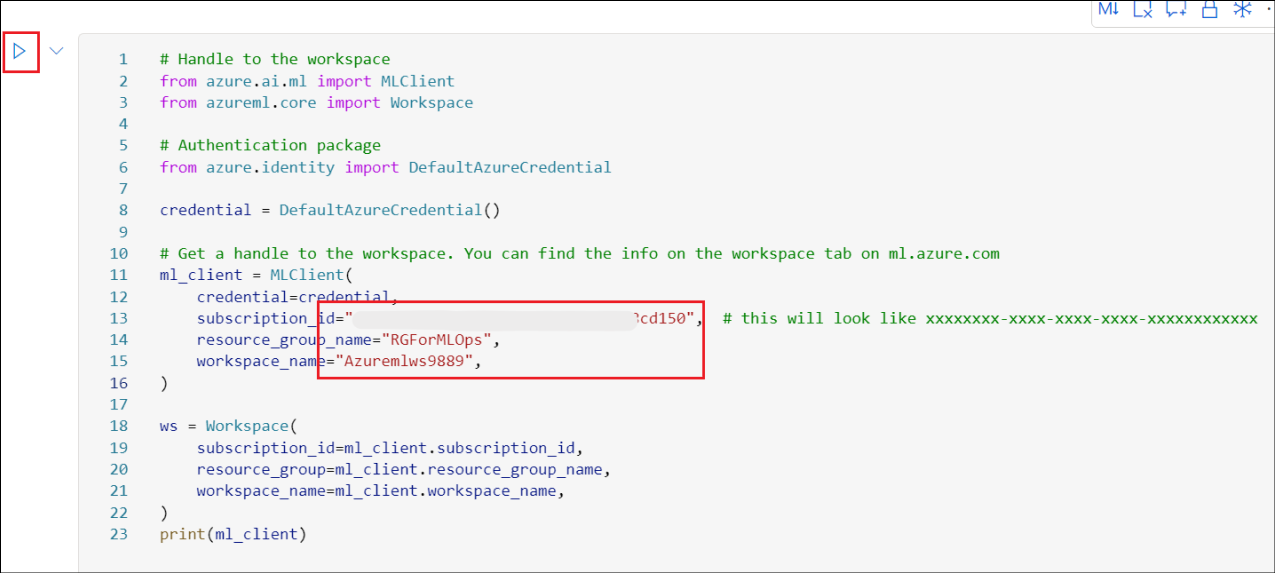 M↓
1 # Handle to the workspace
2 from azure.ai.ml import MLClient
3 from azureml.core import Workspace
4
5 # Authentication package
6 from azure.identity import DefaultAzureCredential
7
8 credential = DefaultAzureCredential()
9
10 # Get a handle to the workspace. You can find the info on the workspace tab on ml.azure.com
11 ml_client = MLClient(
12     credential=credential,
13     subscription_id="cd150",  # this will look like xxxxxxxx-xxxx-xxxx-xxxx-xxxxxxxxxxxx
14     resource_group_name="RGForMLOps",
15     workspace_name="Azuremlws9889",
16 )
17
18 ws = Workspace(
19     subscription_id=ml_client.subscription_id,
20     resource_group=ml_client.resource_group_name,
21     workspace_name=ml_client.workspace_name,
22 )
23 print(ml_client)